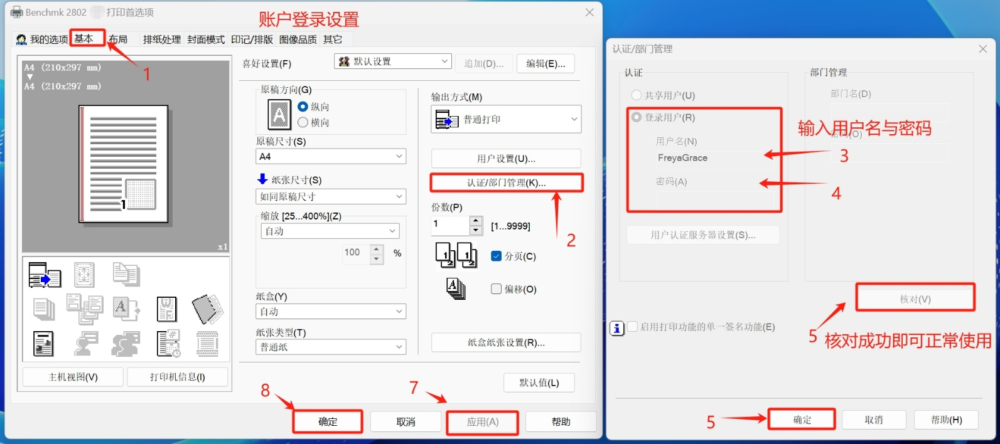 Benchmk 2802 打印首选项
账户登录设置
我的选项 基本 布局 排纸处理 封面模式 印记/排版 图像品质 其它
1
A4 (210x297 mm)
A4 (210x297 mm)
1
x1
主机视图(V)
打印机信息(I)
喜好设置(F)
默认设置
追加(D)...
编辑(E)...
原稿方向(G)
A
纵向
横向
原稿尺寸(S)
A4
纸张尺寸(S)
如同原稿尺寸
缩放 [25...400%](Z)
自动
100
%
纸盒(Y)
自动
纸张类型(T)
普通纸
输出方式(M)
普通打印
用户设置(U)...
认证/部门管理(K)...
2
份数(P)
1
[1...9999]
分页(C)
偏移(O)
纸盒纸张设置(R)...
默认值(L)
8
7
确定
取消
应用(A)
帮助
认证/部门管理
认证
共享用户(U)
登录用户(R)
用户名(N)
FreyaGrace
密码(A)
用户认证服务器设置(S)...
部门管理
部门名(D)
输入用户名与密码
3
4
核对(V)
启用打印功能的单一签名功能(E)
5 核对成功即可正常使用
5
确定
取消
帮助(H)